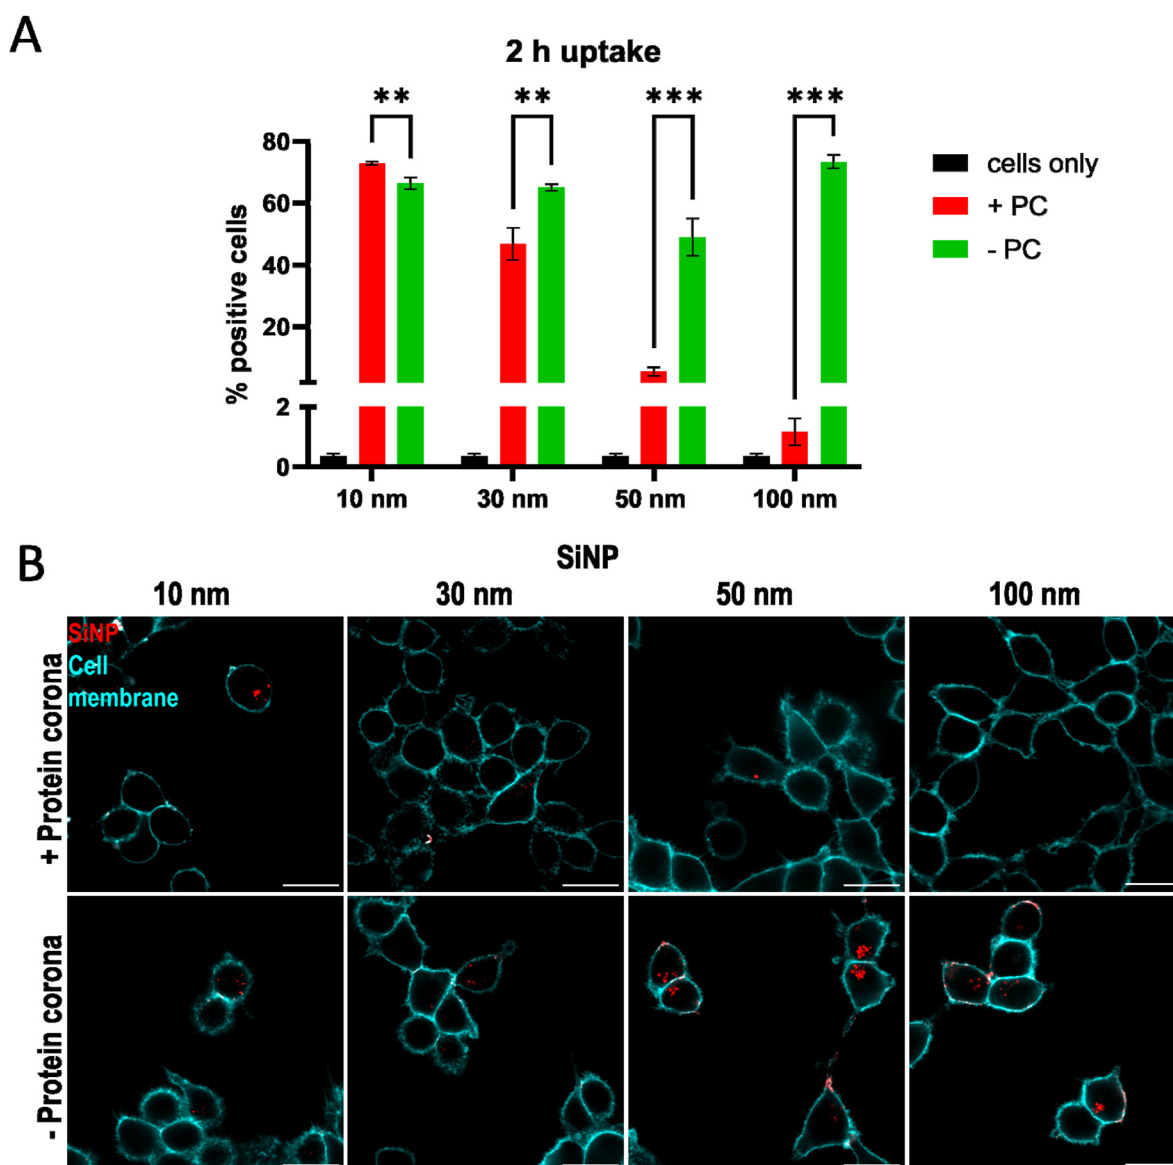 A
2 h uptake
** ** *** ***
80
60
40
20
2
0
% positive cells
10 nm 30 nm 50 nm 100 nm
cells only
+ PC
- PC
B
SiNP
10 nm 30 nm 50 nm 100 nm
SiNP
Cell
membrane
+ Protein corona
- Protein corona